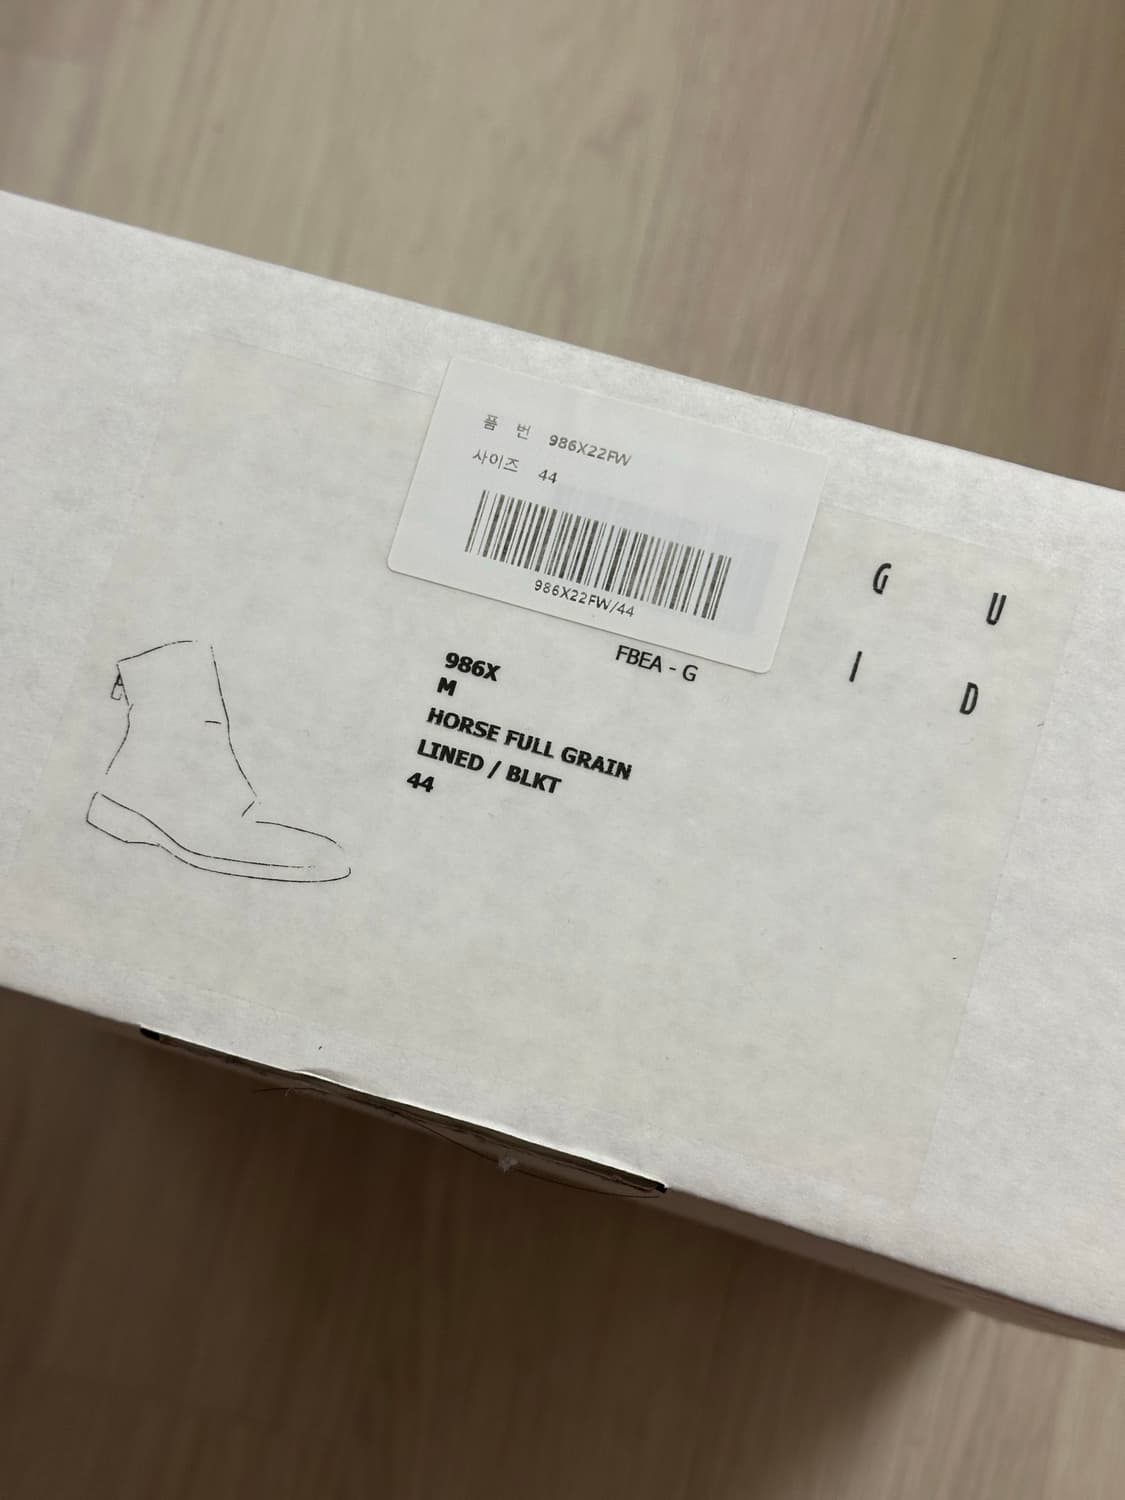 품 번 986X22FW
사이즈 44
986X22FW/44
G U
I D
FBEA - G
986X
M
HORSE FULL GRAIN
LINED / BLKT
44